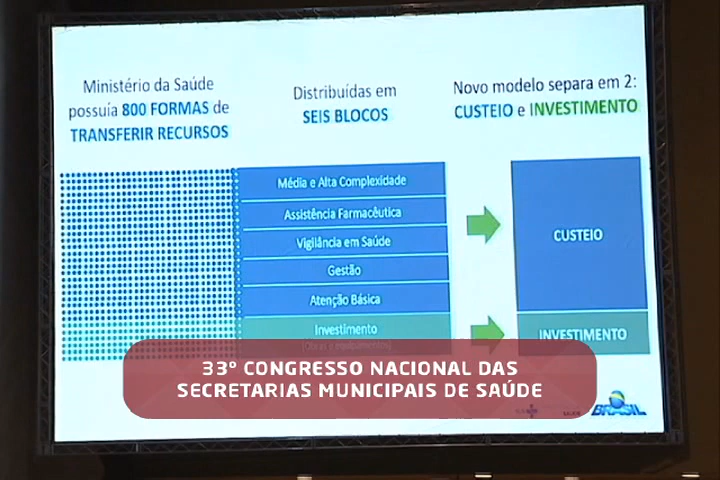 Ministério da Saúde
possuía 800 FORMAS de
TRANSFERIR RECURSOS
Distribuídas em
SEIS BLOCOS
Novo modelo separa em 2:
CUSTEIO e INVESTIMENTO
Média e Alta Complexidade
Assistência Farmacêutica
Vigilância em Saúde
Gestão
Atenção Básica
Investimento
CUSTEIO
INVESTIMENTO
33º CONGRESSO NACIONAL DAS
SECRETARIAS MUNICIPAIS DE SAÚDE
BRASIL